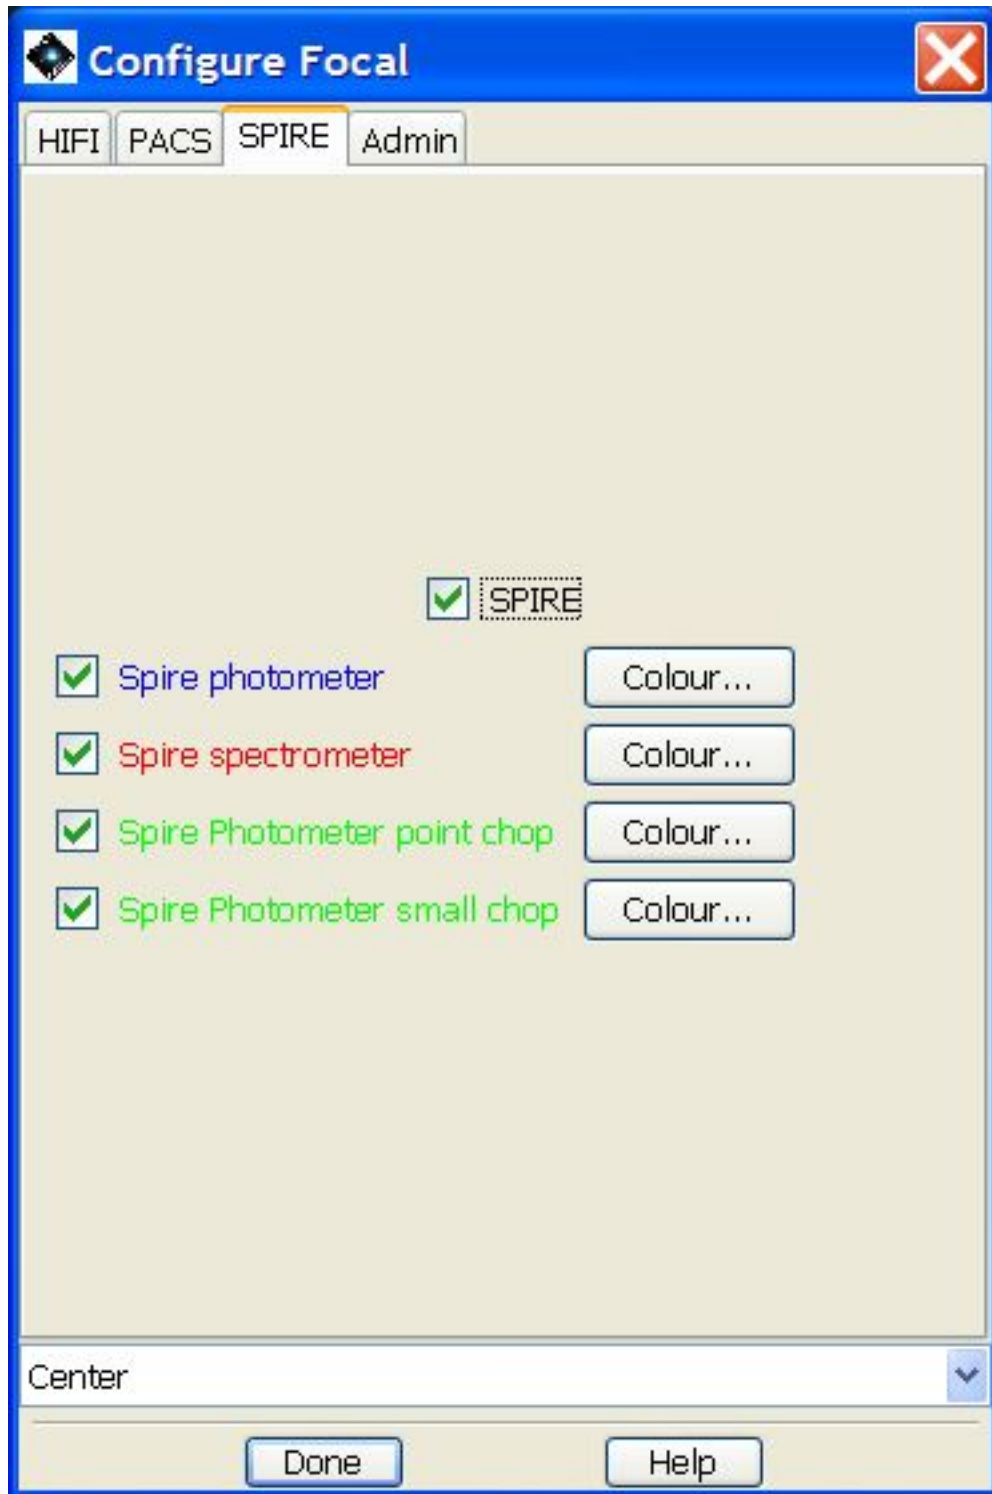 Configure Focal
HIFI PACS SPIRE Admin
SPIRE
Spire photometer Colour...
Spire spectrometer Colour...
Spire Photometer point chop Colour...
Spire Photometer small chop Colour...
Center
Done Help